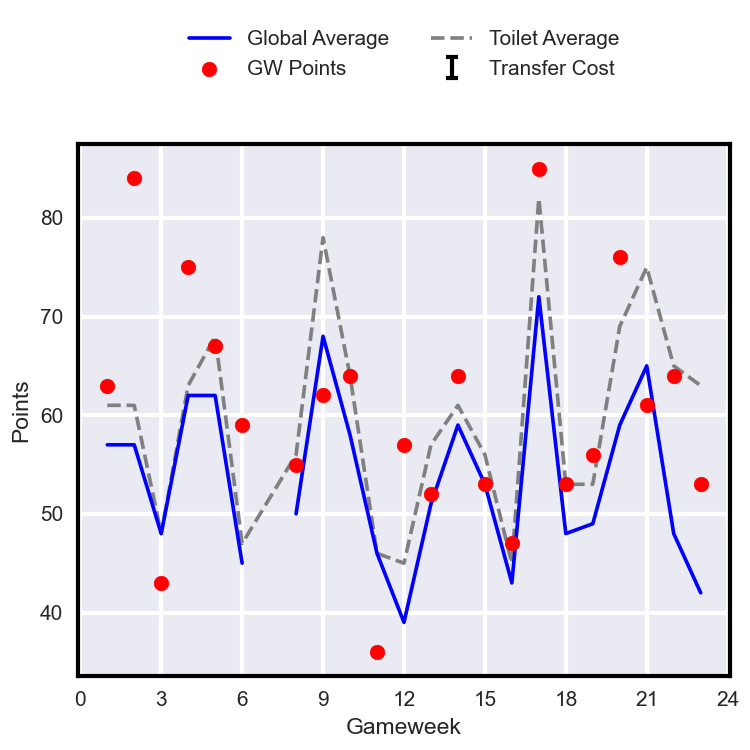 Global Average
Toilet Average
GW Points
Transfer Cost
80
70
60
50
40
Points
0 3 6 9 12 15 18 21 24
Gameweek